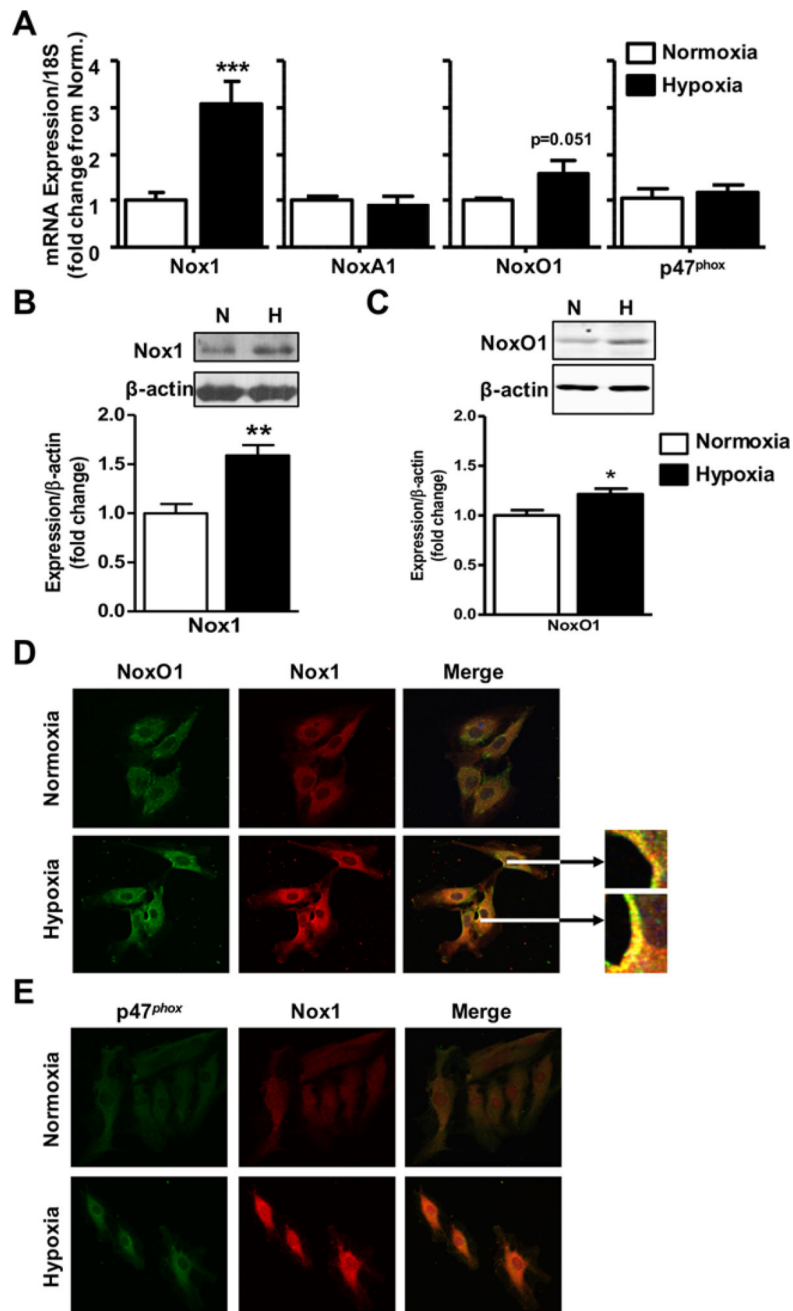 A
mRNA Expression/18S
(fold change from Norm.)
4
3
2
1
0
***
p=0.051
Normoxia
Hypoxia
Nox1
NoxA1
NoxO1
p47phox
B
N H
Nox1
β-actin
Expression/β-actin
(fold change)
2.0
1.5
1.0
0.5
0.0
**
Nox1
C
N H
NoxO1
β-actin
Expression/β-actin
(fold change)
2.0
1.5
1.0
0.5
0.0
*
NoxO1
Normoxia
Hypoxia
D
NoxO1 Nox1 Merge
Normoxia
Hypoxia
E
p47phox Nox1 Merge
Normoxia
Hypoxia